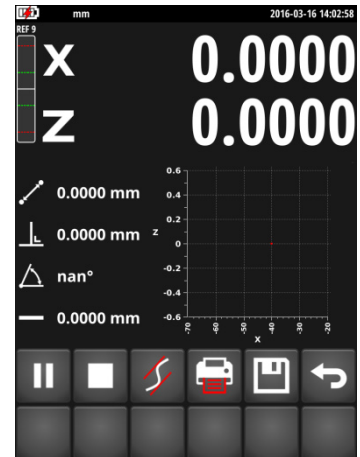 mm 2016-03-16 14:02:58
REF 9
X 0.0000
Z 0.0000
0.0000 mm
0.0000 mm
nan°
0.0000 mm
0.6
0.4
0.2
0
-0.2
-0.4
-0.6
Z
-70 -60 -50 -40 -30 -20
X